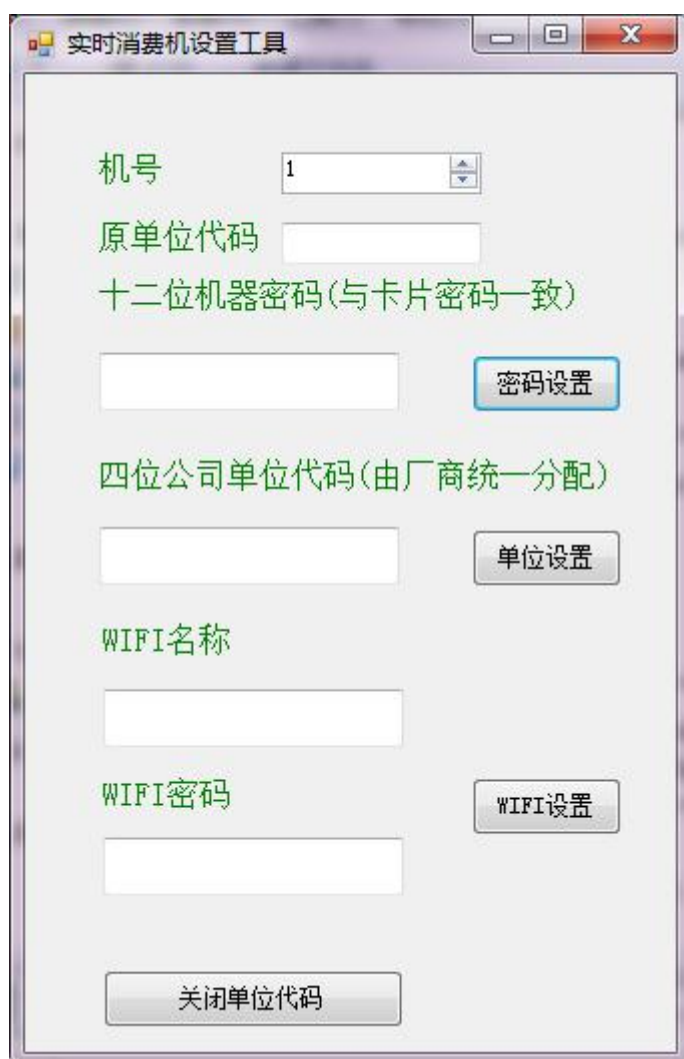 实时消费机设置工具
机号 1
原单位代码
十二位机器密码(与卡片密码一致)
密码设置
四位公司单位代码(由厂商统一分配)
单位设置
WIFI名称
WIFI密码
WIFI设置
关闭单位代码